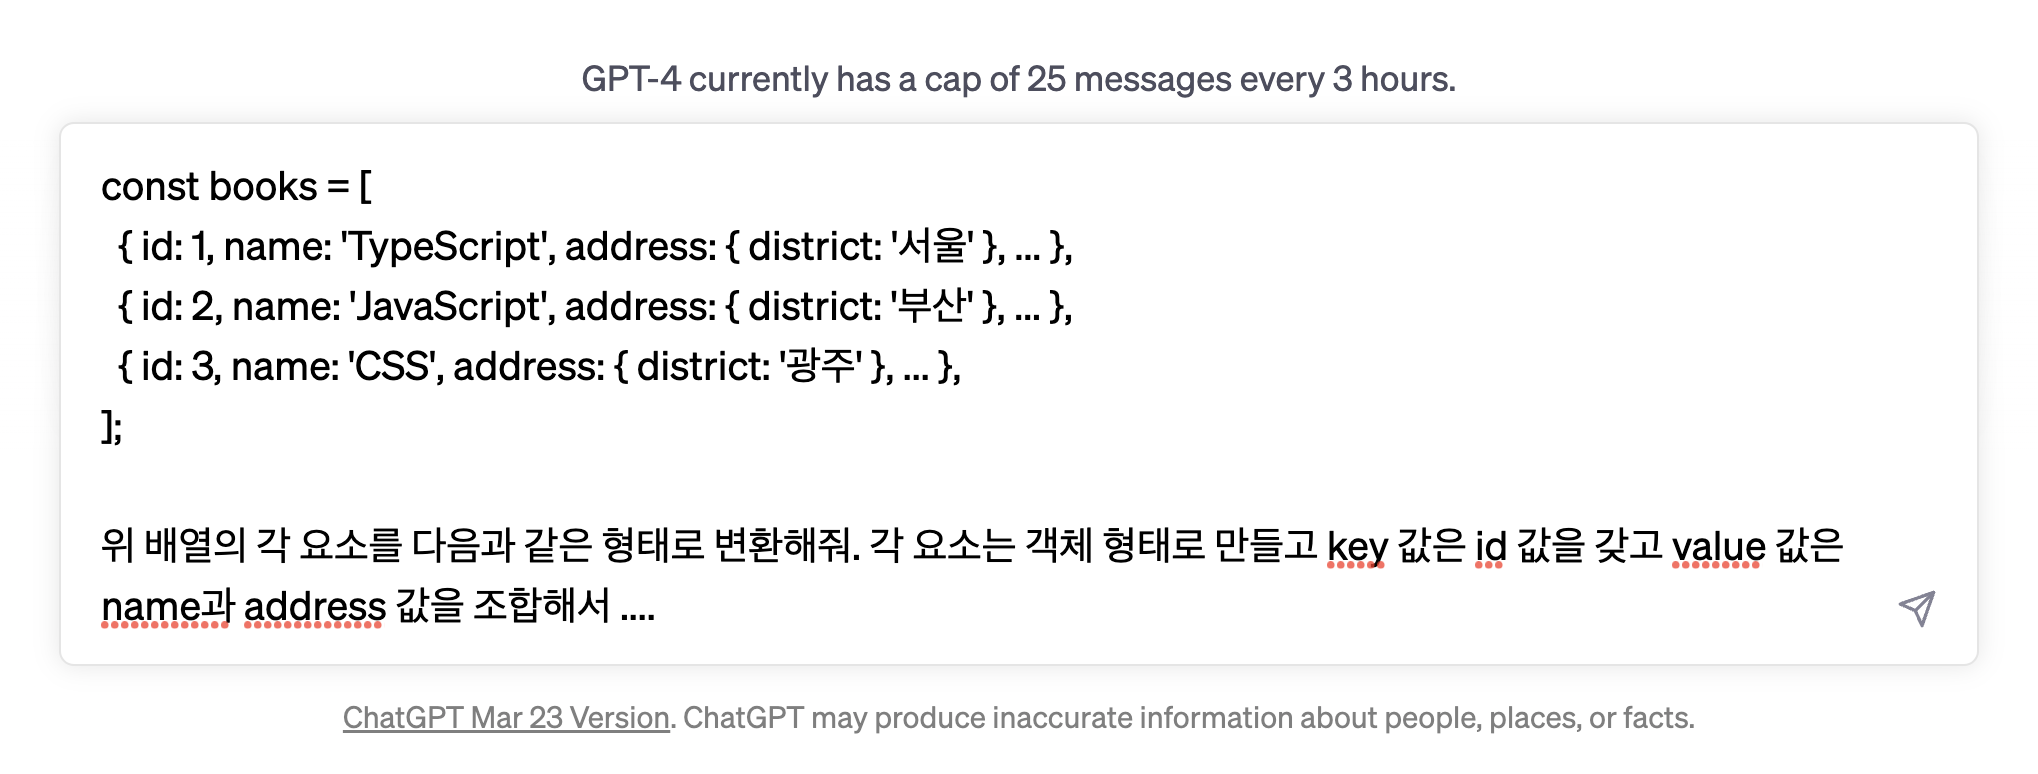 GPT-4 currently has a cap of 25 messages every 3 hours.
const books = [
{ id: 1, name: 'TypeScript', address: { district: '서울' }, ... },
{ id: 2, name: 'JavaScript', address: { district: '부산' }, ... },
{ id: 3, name: 'CSS', address: { district: '광주' }, ... },
];
위 배열의 각 요소를 다음과 같은 형태로 변환해줘. 각 요소는 객체 형태로 만들고 key 값은 id 값을 갖고 value 값은
name과 address 값을 조합해서 ....
ChatGPT Mar 23 Version. ChatGPT may produce inaccurate information about people, places, or facts.